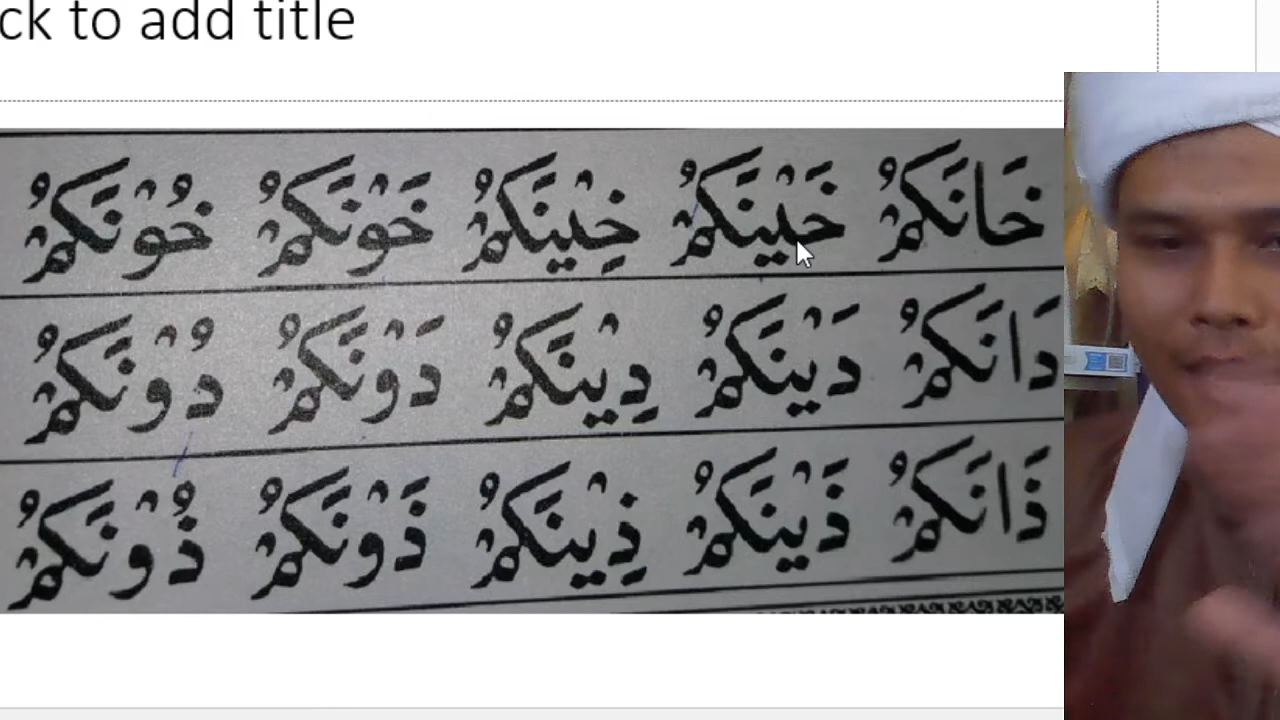 ck to add title
خَانَكُمْ خَيْنَكُمْ خِيْنَكُمْ خَوْنَكُمْ خُوْنَكُمْ
دَانَكُمْ دَيْنَكُمْ دِيْنَكُمْ دَوْنَكُمْ دُوْنَكُمْ
ذَانَكُمْ ذَيْنَكُمْ ذِيْنَكُمْ ذَوْنَكُمْ ذُوْنَكُمْ